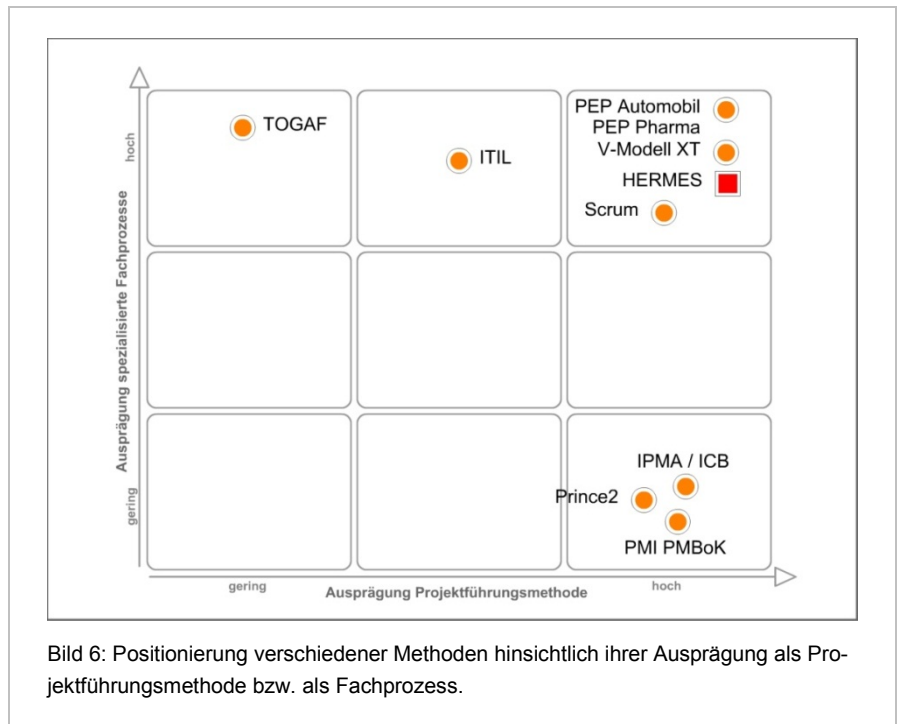 hoch
TOGAF
ITIL
PEP Automobil
PEP Pharma
V-Modell XT
HERMES
Scrum
Ausprägung spezialisierte Fachprozesse
gering
IPMA / ICB
Prince2
PMI PMBoK
gering
Ausprägung Projektführungsmethode
hoch
Bild 6: Positionierung verschiedener Methoden hinsichtlich ihrer Ausprägung als Pro-
jektführungsmethode bzw. als Fachprozess.